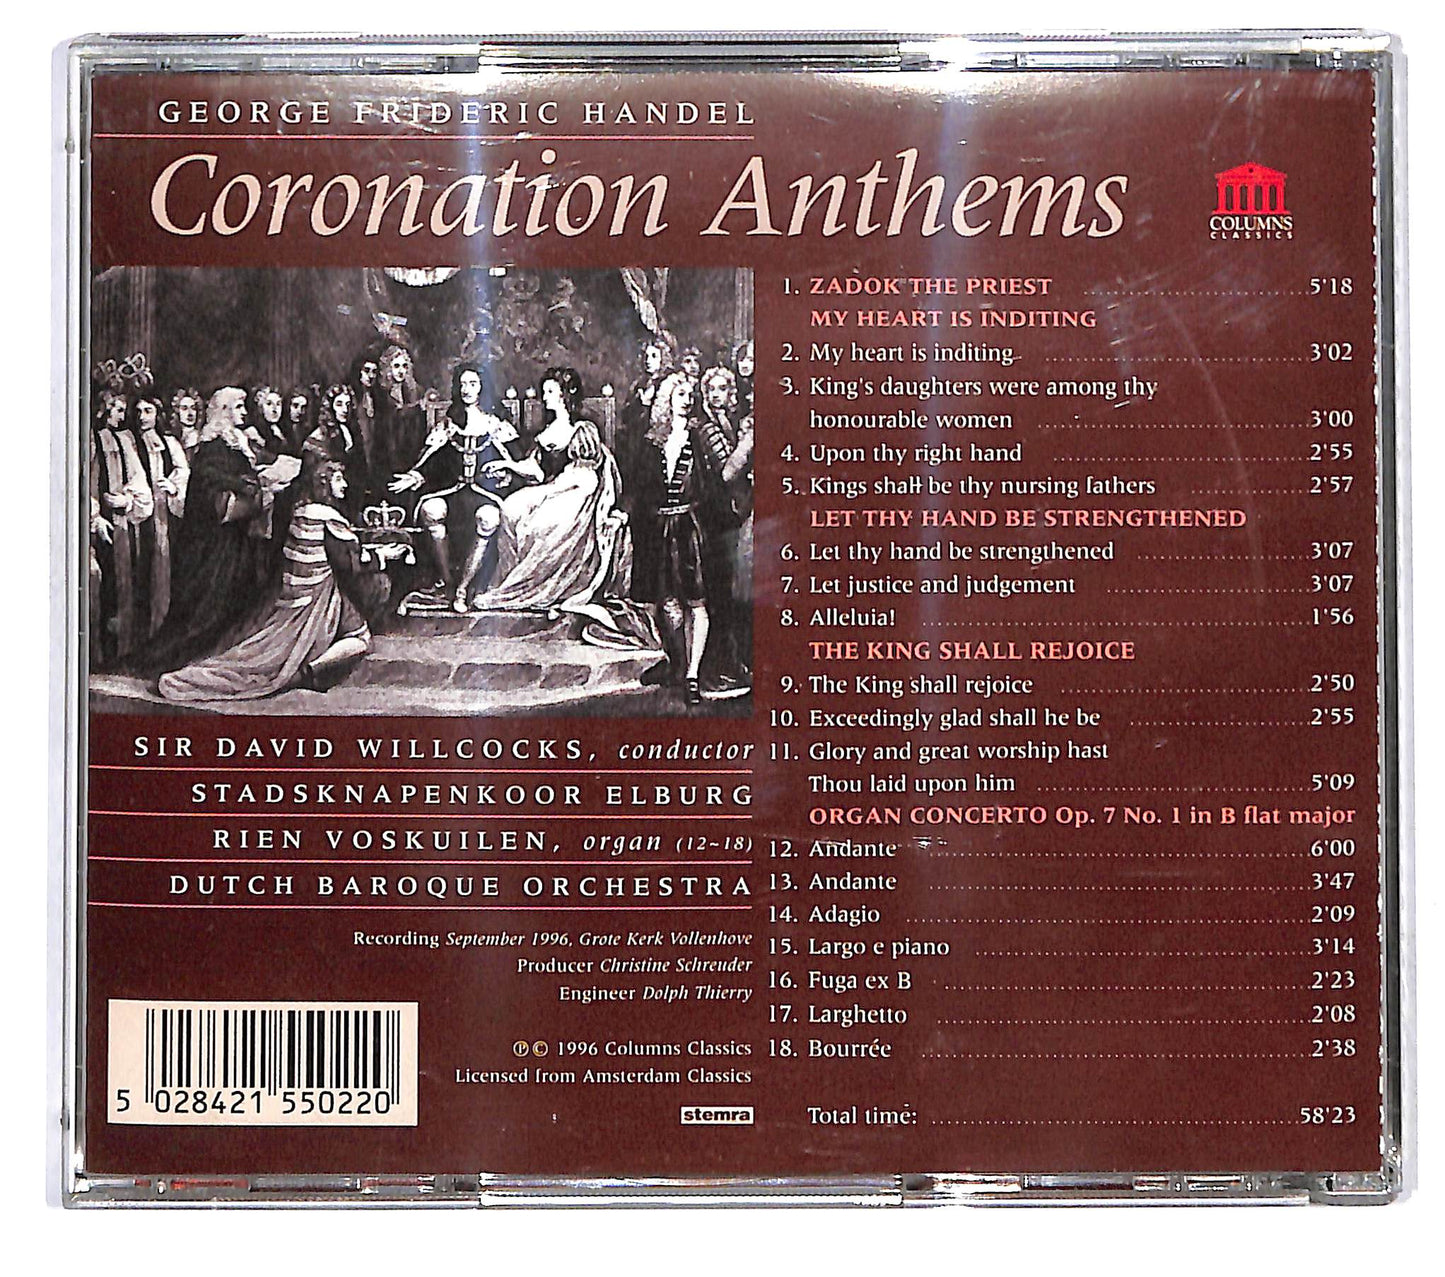 GEORGE FRIDERIC HANDEL
Coronation Anthems
COLUMNS
CLASSICS
1. ZADOK THE PRIEST ........ 5'18
MY HEART IS INDITING
2. My heart is inditing ........ 3'02
3. King's daughters were among thy
honourable women ........ 3'00
4. Upon thy right hand ........ 2'55
5. Kings shall be thy nursing fathers ........ 2'57
LET THY HAND BE STRENGTHENED
6. Let thy hand be strengthened ........ 3'07
7. Let justice and judgement ........ 3'07
8. Alleluia! ........ 1'56
THE KING SHALL REJOICE
9. The King shall rejoice ........ 2'50
10. Exceedingly glad shall he be ........ 2'55
11. Glory and great worship hast
Thou laid upon him ........ 5'09
ORGAN CONCERTO Op. 7 No. 1 in B flat major
12. Andante ........ 6'00
13. Andante ........ 3'47
14. Adagio ........ 2'09
15. Largo e piano ........ 3'14
16. Fuga ex B ........ 2'23
17. Larghetto ........ 2'08
18. Bourrée ........ 2'38
Total time: ........ 58'23
SIR DAVID WILLCOCKS, conductor
STADSKNAPENKOOR ELBURG
RIEN VOSKUILEN, organ (12~18)
DUTCH BAROQUE ORCHESTRA
Recording September 1996, Grote Kerk Vollenhove
Producer Christine Schreuder
Engineer Dolph Thierry
℗© 1996 Columns Classics
Licensed from Amsterdam Classics
stemra
5 028421 550220